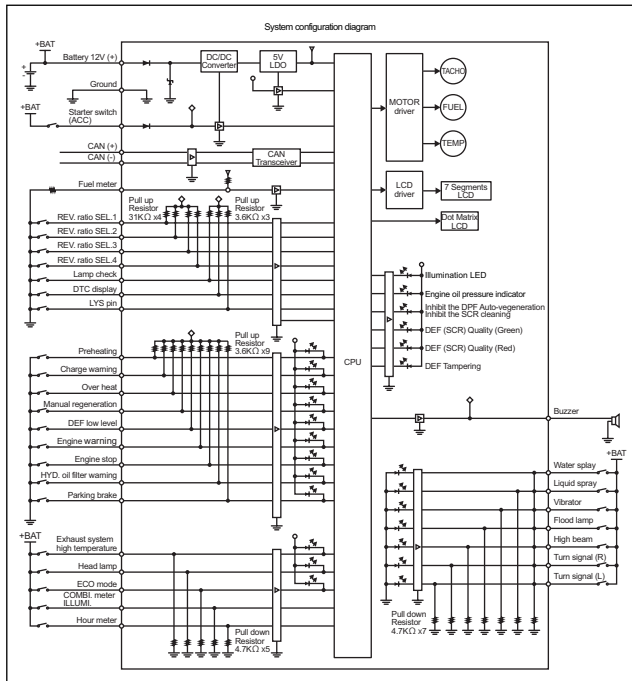 System configuration diagram
+BAT
Battery 12V (+)
+
-
Ground
+BAT
Starter switch
(ACC)
CAN (+)
CAN (-)
Fuel meter
REV. ratio SEL.1
REV. ratio SEL.2
REV. ratio SEL.3
REV. ratio SEL.4
Lamp check
DTC display
LYS pin
Preheating
Charge warning
Over heat
Manual regeneration
DEF low level
Engine warning
Engine stop
HYD. oil filter warning
Parking brake
+BAT
Exhaust system
high temperature
Head lamp
ECO mode
COMBI. meter
ILLUMI.
Hour meter
DC/DC
Converter
5V
LDO
CAN
Transceiver
Pull up
Resistor
31KΩ x4
Pull up
Resistor
3.6KΩ x3
Pull up
Resistor
3.6KΩ x9
Pull down
Resistor
4.7KΩ x5
CPU
MOTOR
driver
TACHO
FUEL
TEMP
LCD
driver
7 Segments
LCD
Dot Matrix
LCD
Illumination LED
Engine oil pressure indicator
Inhibit the DPF Auto-vegeneration
Inhibit the SCR cleaning
DEF (SCR) Quality (Green)
DEF (SCR) Quality (Red)
DEF Tampering
Buzzer
+BAT
Water splay
Liquid spray
Vibrator
Flood lamp
High beam
Turn signal (R)
Turn signal (L)
Pull down
Resistor
4.7KΩ x7